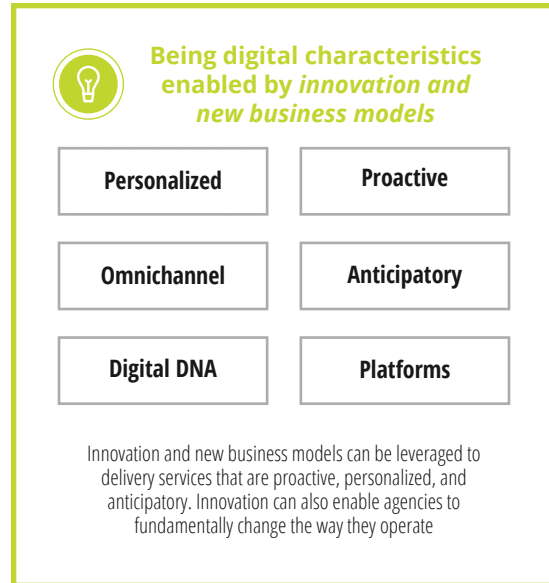 Being digital characteristics
enabled by innovation and
new business models
Personalized
Proactive
Omnichannel
Anticipatory
Digital DNA
Platforms
Innovation and new business models can be leveraged to
delivery services that are proactive, personalized, and
anticipatory. Innovation can also enable agencies to
fundamentally change the way they operate